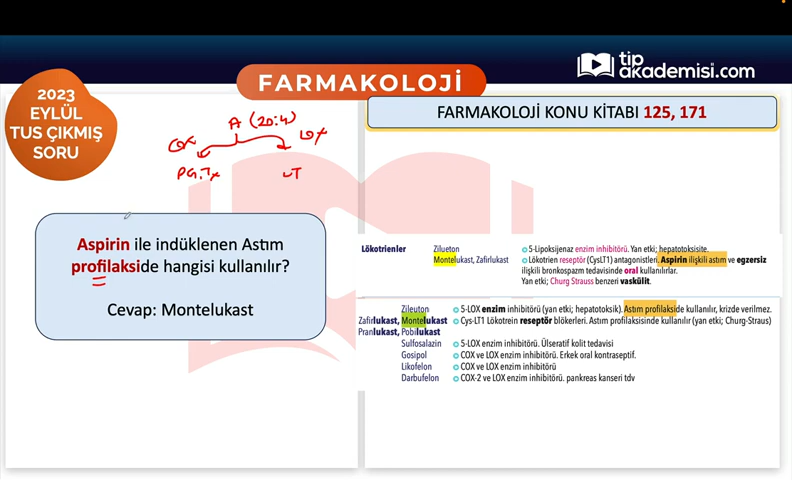 tıp
akademisi.com
FARMAKOLOJİ
2023
EYLÜL
TUS ÇIKMIŞ
SORU
FARMAKOLOJİ KONU KİTABI 125, 171
A (20:4)
COX
LOX
PG, Tx
LT
Aspirin ile indüklenen Astım
profilakside hangisi kullanılır?
Cevap: Montelukast
Lökotrienler
Zilueton
5-Lipoksijenaz enzim inhibitörü. Yan etki; hepatotoksisite.
Montelukast, Zafirlukast
Lökotrien reseptör (CysLT1) antagonistleri. Aspirin ilişkili astım ve egzersiz
ilişkili bronkospazm tedavisinde oral kullanılırlar.
Yan etki; Churg Strauss benzeri vaskülit.
Zileuton
5-LOX enzim inhibitörü (yan etki; hepatoksik). Astım profilakside kullanılır, krizde verilmez.
Zafirlukast, Montelukast
Cys-LT1 Lökotrein reseptör blökerleri. Astım profilaksisinde kullanılır (yan etki; Churg-Straus)
Pranlukast, Pobilukast
Sulfosalazin
5-LOX enzim inhibitörü. Ülseratif kolit tedavisi
Gosipol
COX ve LOX enzim inhibitörü. Erkek oral kontraseptif.
Likofelon
COX ve LOX enzim inhibitörü
Darbufelon
COX-2 ve LOX enzim inhibitörü. pankreas kanseri tdv